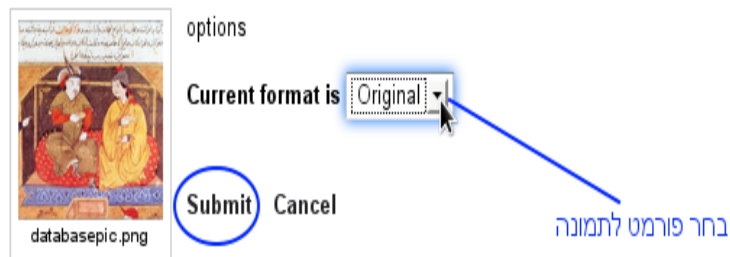 options
Current format is Original
Submit Cancel
databasepic.png
בחר פורמט לתמונה